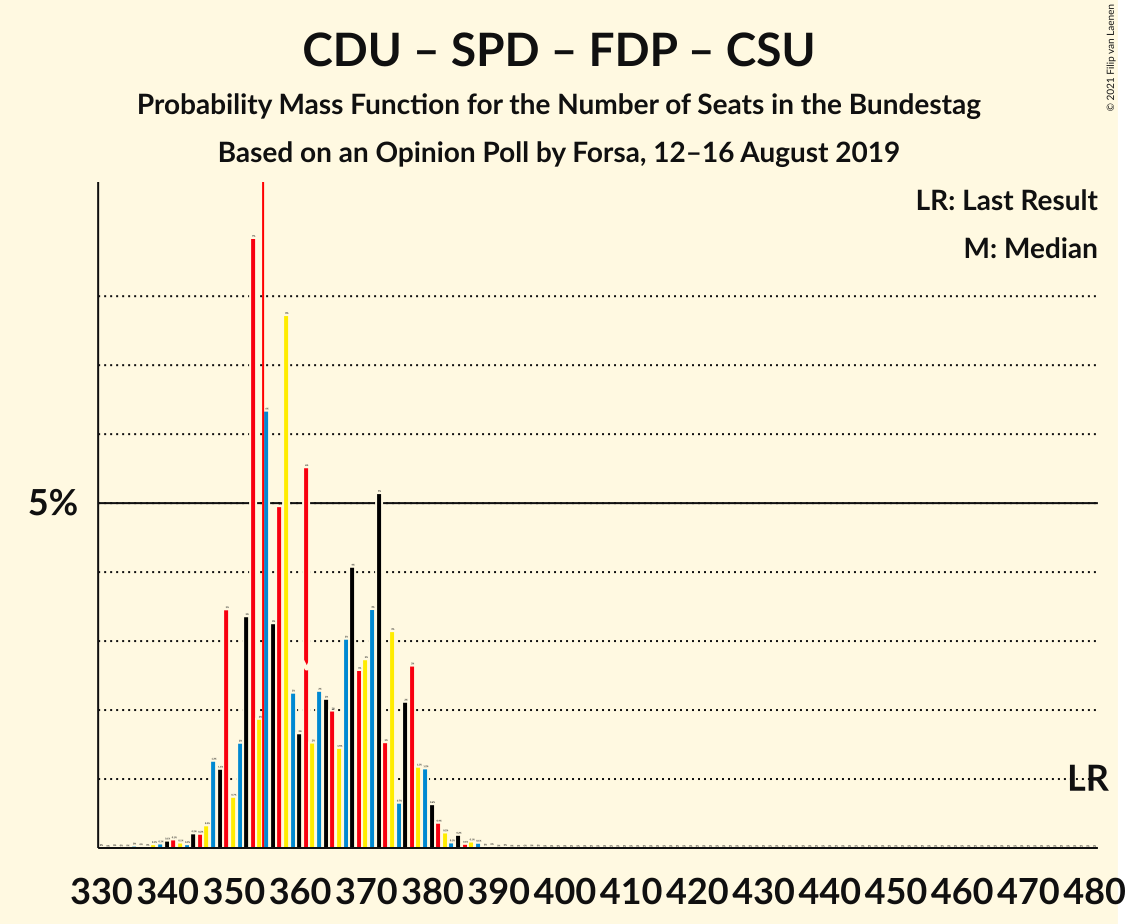 CDU – SPD – FDP – CSU
Probability Mass Function for the Number of Seats in the Bundestag
Based on an Opinion Poll by Forsa, 12–16 August 2019
© 2021 Filip van Laenen
LR: Last Result
M: Median
5%
LR
330 340 350 360 370 380 390 400 410 420 430 440 450 460 470 480